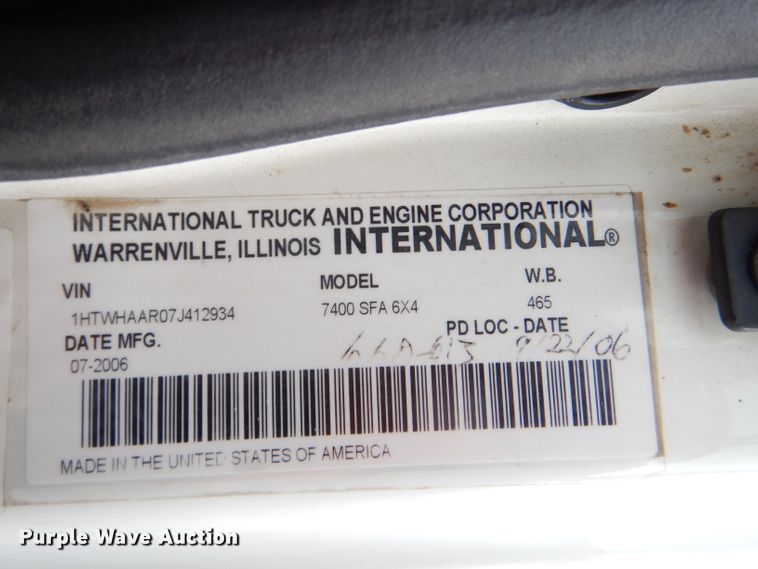 INTERNATIONAL TRUCK AND ENGINE CORPORATION
WARRENVILLE, ILLINOIS INTERNATIONAL®
VIN MODEL W.B.
1HTWHAAR07J412934 7400 SFA 6X4 465
DATE MFG. PD LOC - DATE
07-2006 9/22/06
MADE IN THE UNITED STATES OF AMERICA
Purple Wave Auction